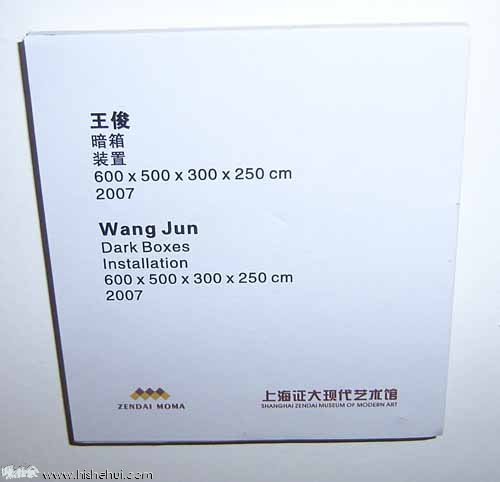 王俊
暗箱
装置
600 x 500 x 300 x 250 cm
2007
Wang Jun
Dark Boxes
Installation
600 x 500 x 300 x 250 cm
2007
ZENDAI MOMA
上海证大现代艺术馆
SHANGHAI ZENDAI MUSEUM OF MODERN ART
www.hishehui.com